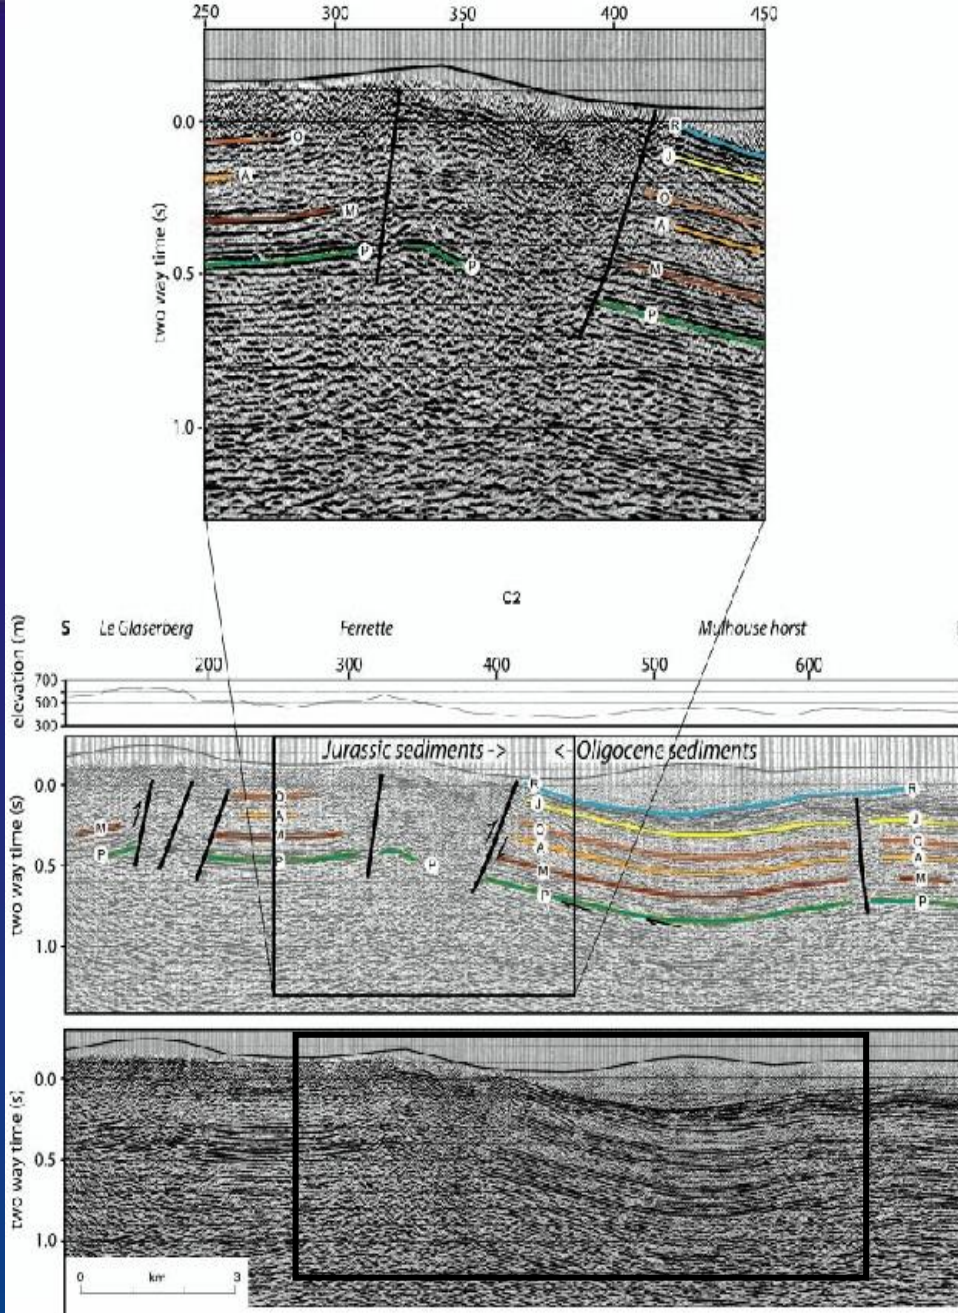 250 300 350 400 450
0.0
0.5
1.0
two way time (s)
O
A
M
P
P
R
J
O
A
M
P
C2
S Le Glaserberg Ferrette Mulhouse horst
200 300 400 500 600
elevation (m)
700
500
300
Jurassic sediments -> <- Oligocene sediments
two way time (s)
0.0
0.5
1.0
M
P
O
A
M
P
P
R
J
O
A
M
P
R
J
O
A
M
P
two way time (s)
0.0
0.5
1.0
0 km 3